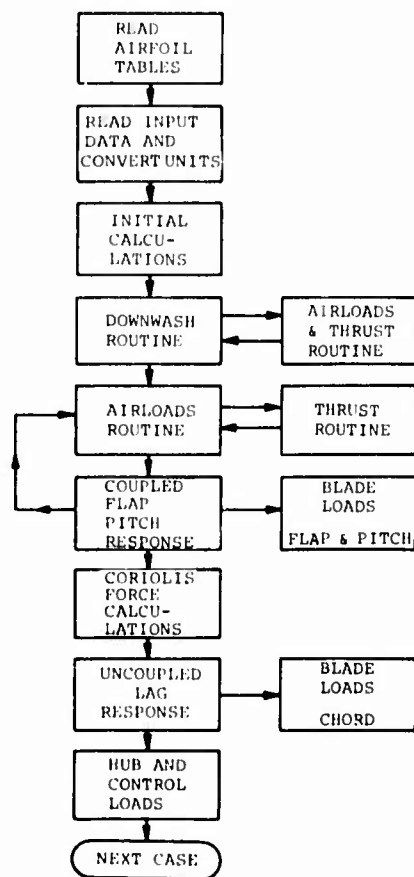 READ
AIRFOIL
TABLES
READ INPUT
DATA AND
CONVERT UNITS
INITIAL
CALCU-
LATIONS
DOWNWASH
ROUTINE
AIRLOADS
& THRUST
ROUTINE
AIRLOADS
ROUTINE
THRUST
ROUTINE
COUPLED
FLAP
PITCH
RESPONSE
BLADE
LOADS
FLAP & PITCH
CORIOLIS
FORCE
CALCU-
LATIONS
UNCOUPLED
LAG
RESPONSE
BLADE
LOADS
CHORD
HUB AND
CONTROL
LOADS
NEXT CASE